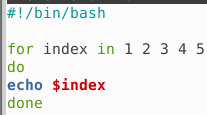 #!/bin/bash
for index in 1 2 3 4 5
do
echo $index
done